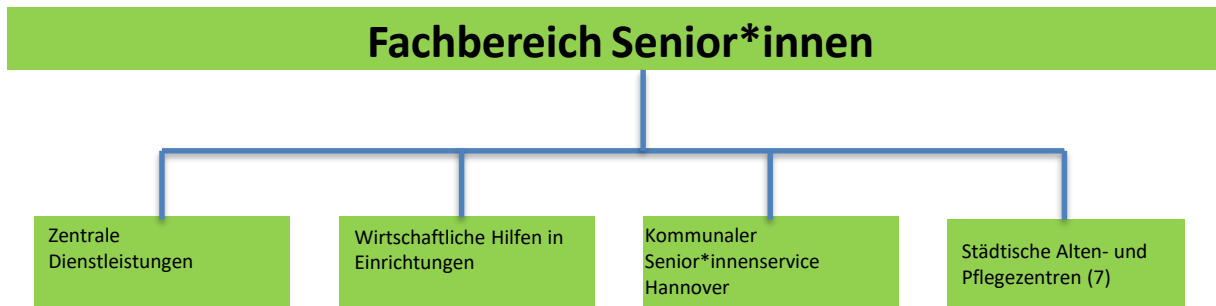 Fachbereich Senior*innen
Zentrale
Dienstleistungen
Wirtschaftliche Hilfen in
Einrichtungen
Kommunaler
Senior*innenservice
Hannover
Städtische Alten- und
Pflegezentren (7)